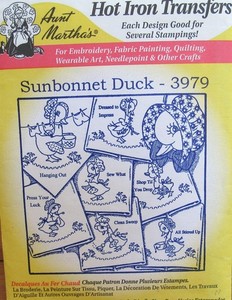 Aunt
Martha's®
Hot Iron Transfers
Each Design Good for
Several Stampings!
For Embroidery, Fabric Painting, Quilting,
Wearable Art, Needlepoint & Other Crafts
Sunbonnet Duck - 3979
Dressed to
Impress
Hanging Out
Sew What
Shop Til
You Drop
Press Your
Luck
Clean Sweep
All Steamed Up
Decalques Au Fer Chaud Chaque Patron Donne Plusieurs Estampes.
La Broderie, La Peinture Sur Tissu, Piquer, La Décoration De Vêtements, Les Travaux
D'Aiguille Et Autres Ouvrages D'Artisanat